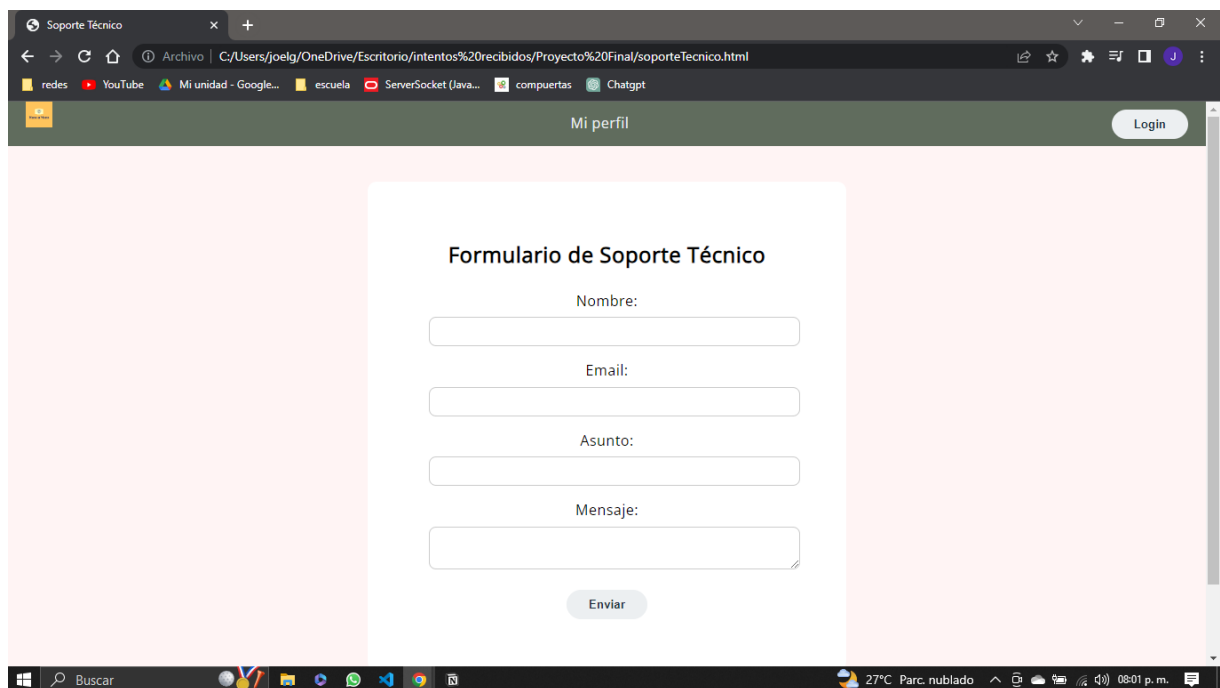 Soporte Técnico
Archivo C:/Users/joelg/OneDrive/Escritorio/intentos%20recibidos/Proyecto%20Final/soporteTecnico.html
J
redes YouTube Mi unidad - Google... escuela ServerSocket (Java... compuertas Chatgpt
Mi perfil Login
Formulario de Soporte Técnico
Nombre:
Email:
Asunto:
Mensaje:
Enviar
Buscar 27°C Parc. nublado 08:01 p. m.